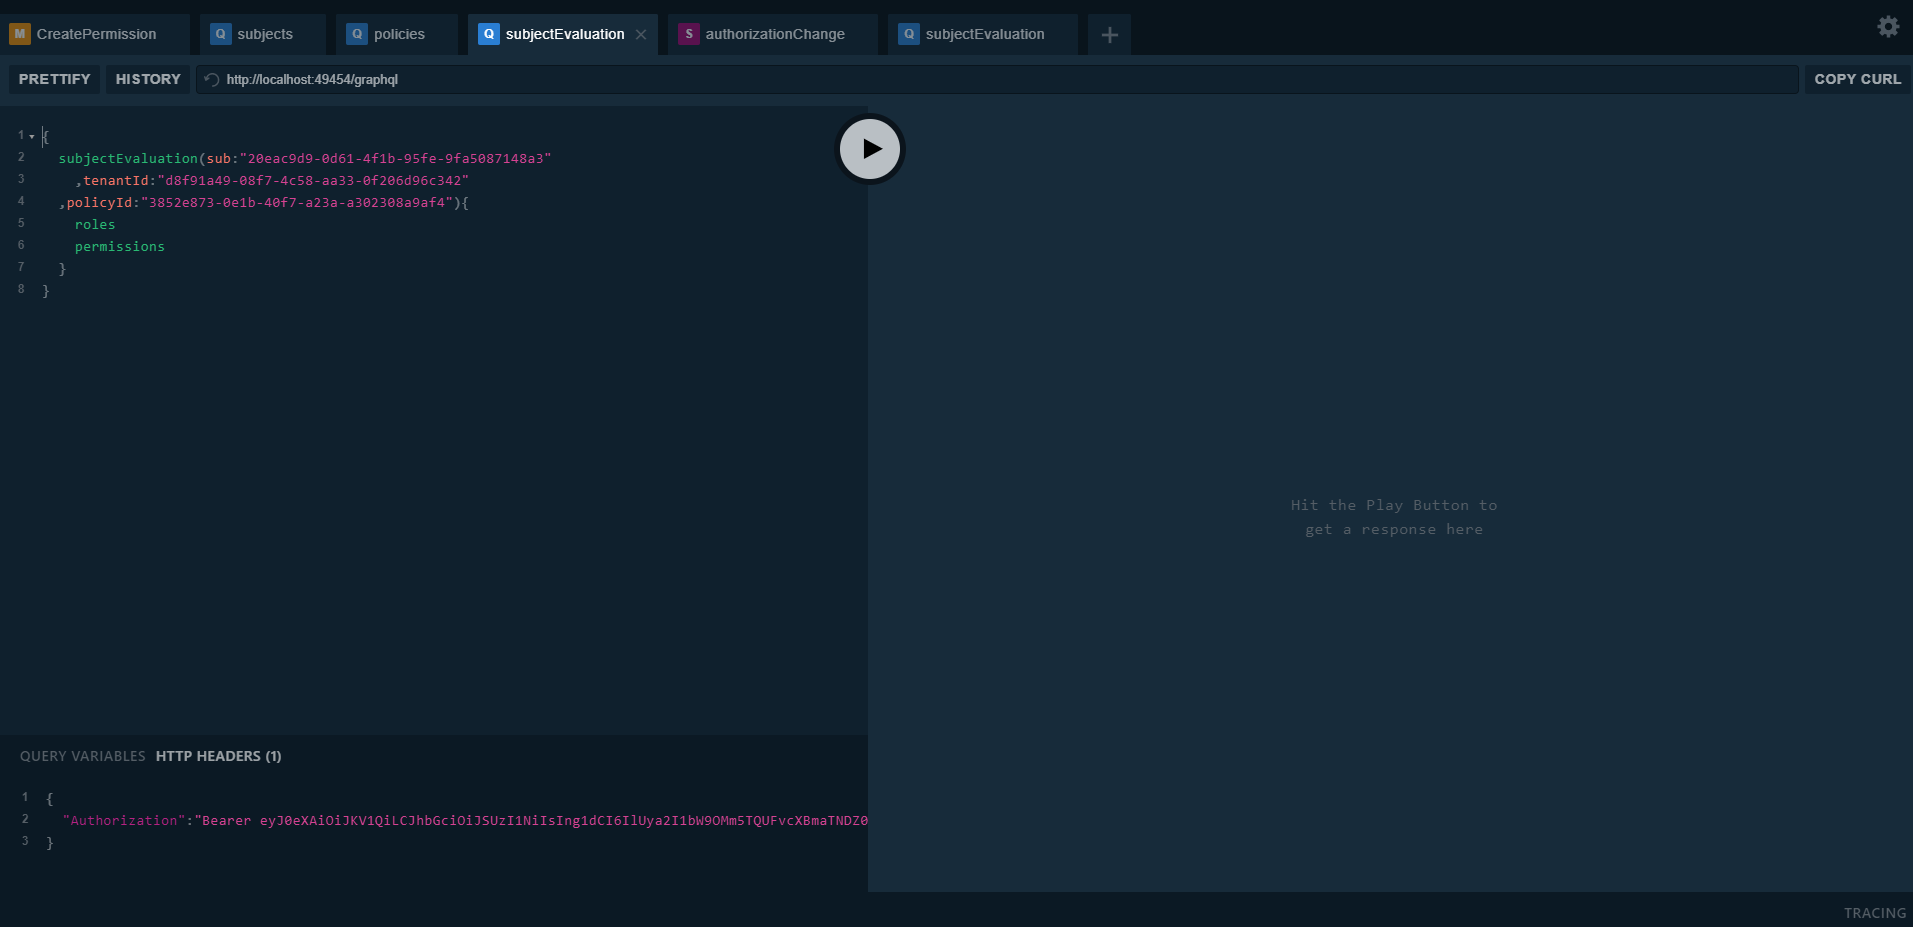 M CreatePermission Q subjects Q policies Q subjectEvaluation S authorizationChange Q subjectEvaluation
PRETTIFY HISTORY http://localhost:49454/graphql COPY CURL
1 {
2 subjectEvaluation(sub:"20eac9d9-0d61-4f1b-95fe-9fa5087148a3"
3 ,tenantId:"d8f91a49-08f7-4c58-aa33-0f206d96c342"
4 ,policyId:"3852e873-0e1b-40f7-a23a-a302308a9af4"){
5 roles
6 permissions
7 }
8 }
Hit the Play Button to
get a response here
QUERY VARIABLES HTTP HEADERS (1)
1 {
2 "Authorization":"Bearer eyJ0eXAiOiJKV1QiLCJhbGciOiJSUzI1NiIsIng1dCI6IlUya2I1bW9OMm5TQUFvcXBmaTNDZ0
3 }
TRACING